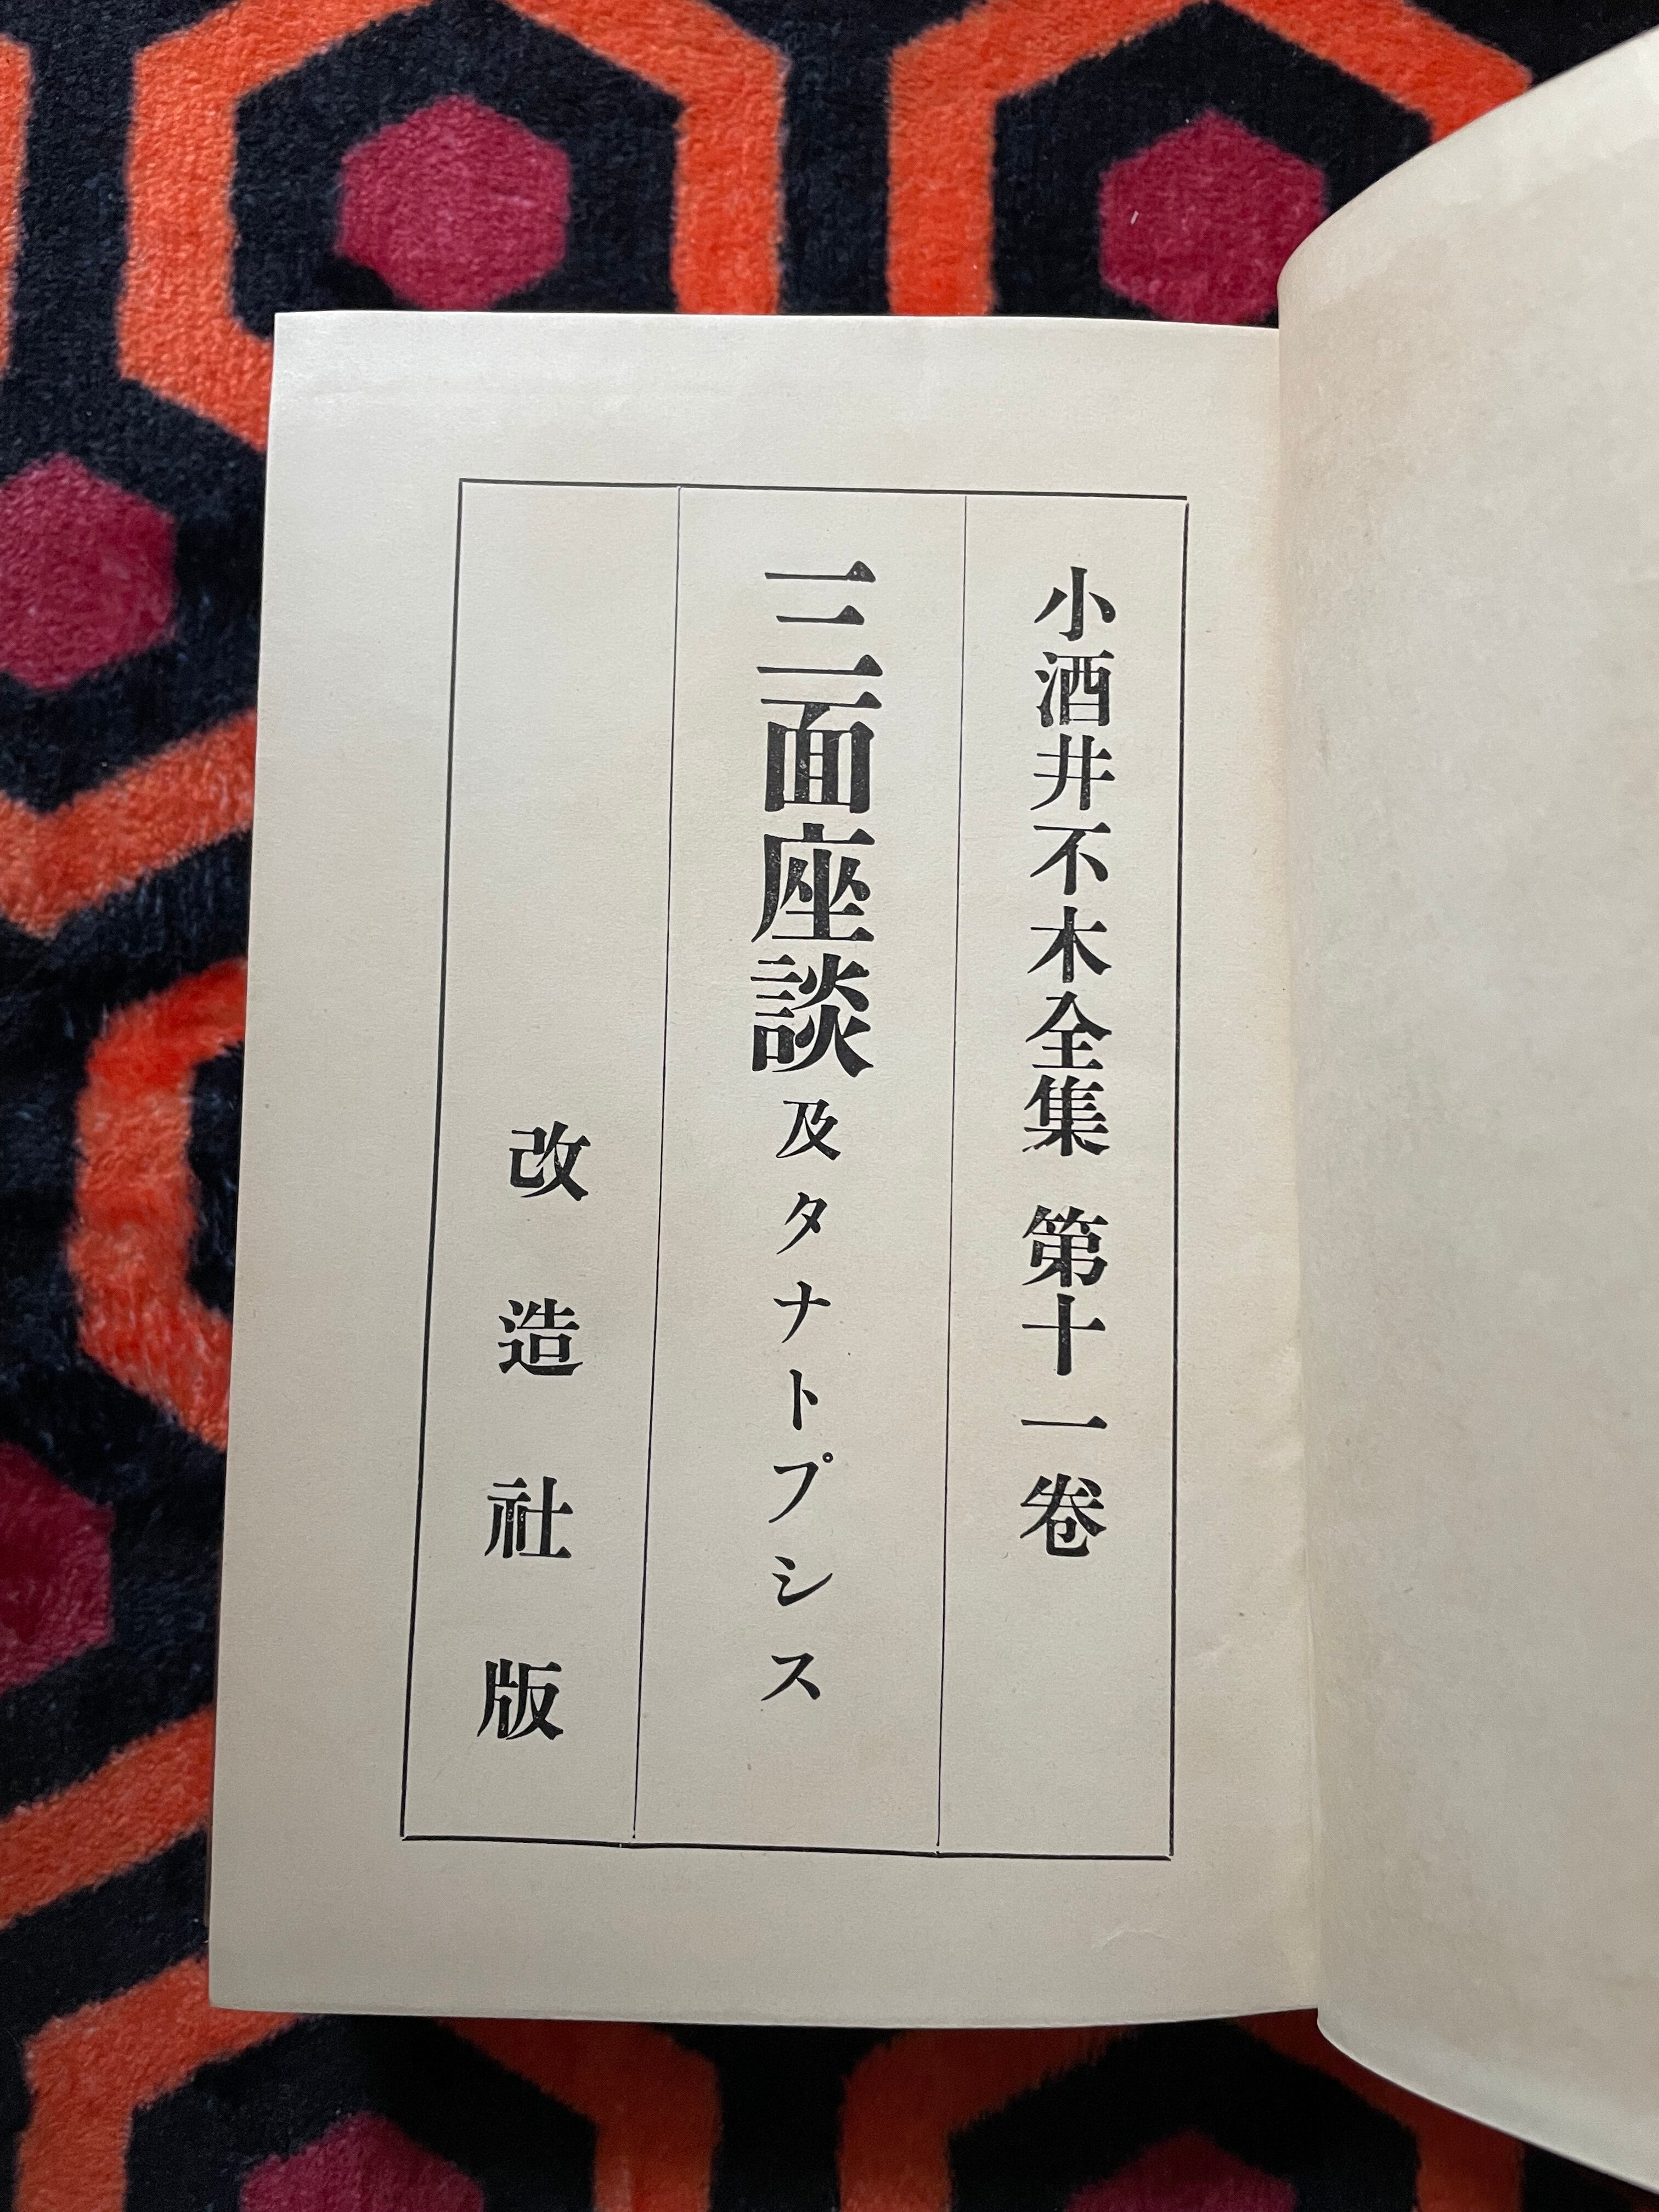 小酒井不木全集 第十一卷
三面座談及タナトプシス
改造社版